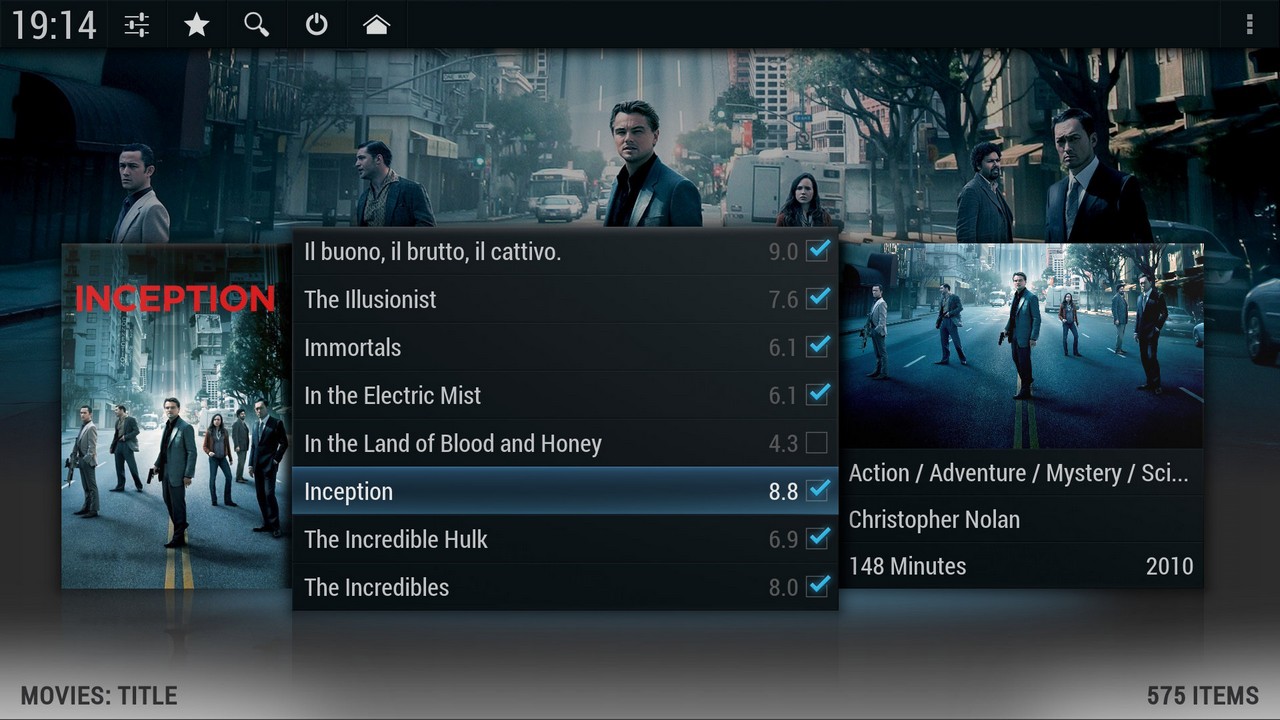 19:14
INCEPTION
Il buono, il brutto, il cattivo. 9.0
The Illusionist 7.6
Immortals 6.1
In the Electric Mist 6.1
In the Land of Blood and Honey 4.3
Inception 8.8
The Incredible Hulk 6.9
The Incredibles 8.0
Action / Adventure / Mystery / Sci...
Christopher Nolan
148 Minutes 2010
MOVIES: TITLE
575 ITEMS